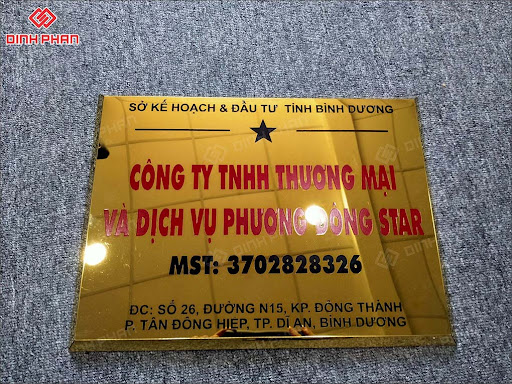 DINH PHAN
SỞ KẾ HOẠCH & ĐẦU TƯ TỈNH BÌNH DƯƠNG
CÔNG TY TNHH THƯƠNG MẠI
VÀ DỊCH VỤ PHƯƠNG ĐÔNG STAR
MST: 3702828326
ĐC: SỐ 26, ĐƯỜNG N15, KP. ĐÔNG THÀNH
P. TÂN ĐÔNG HIỆP, TP. DĨ AN, BÌNH DƯƠNG